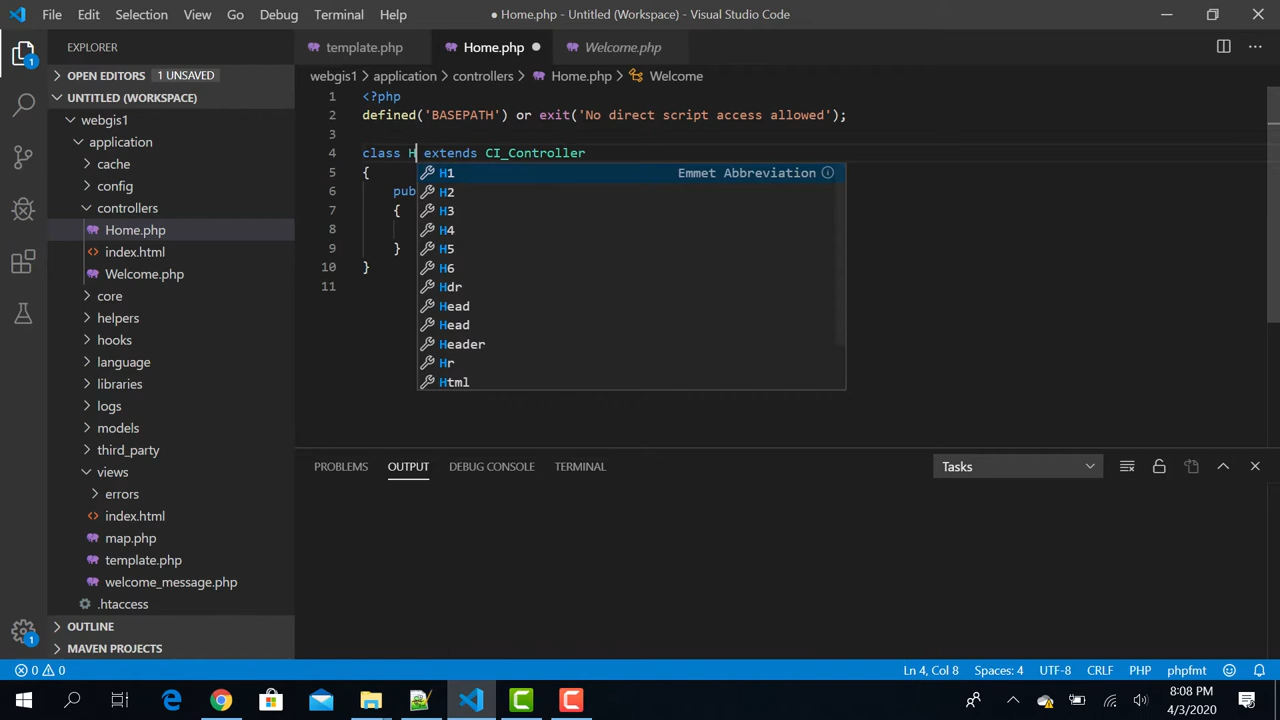 File Edit Selection View Go Debug Terminal Help
● Home.php - Untitled (Workspace) - Visual Studio Code
EXPLORER
OPEN EDITORS 1 UNSAVED
UNTITLED (WORKSPACE)
webgis1
application
cache
config
controllers
Home.php
index.html
Welcome.php
core
helpers
hooks
language
libraries
logs
models
third_party
views
errors
index.html
map.php
template.php
welcome_message.php
.htaccess
OUTLINE
MAVEN PROJECTS
1
1
template.php Home.php Welcome.php
webgis1 > application > controllers > Home.php > Welcome
1 <?php
2 defined('BASEPATH') or exit('No direct script access allowed');
3
4 class H extends CI_Controller
5 {
6 pub
7 {
8
9 }
10 }
11
H1 Emmet Abbreviation
H2
H3
H4
H5
H6
Hdr
Head
Head
Header
Hr
Html
PROBLEMS OUTPUT DEBUG CONSOLE TERMINAL Tasks
0 0 Ln 4, Col 8 Spaces: 4 UTF-8 CRLF PHP phpfmt
8:08 PM
4/3/2020